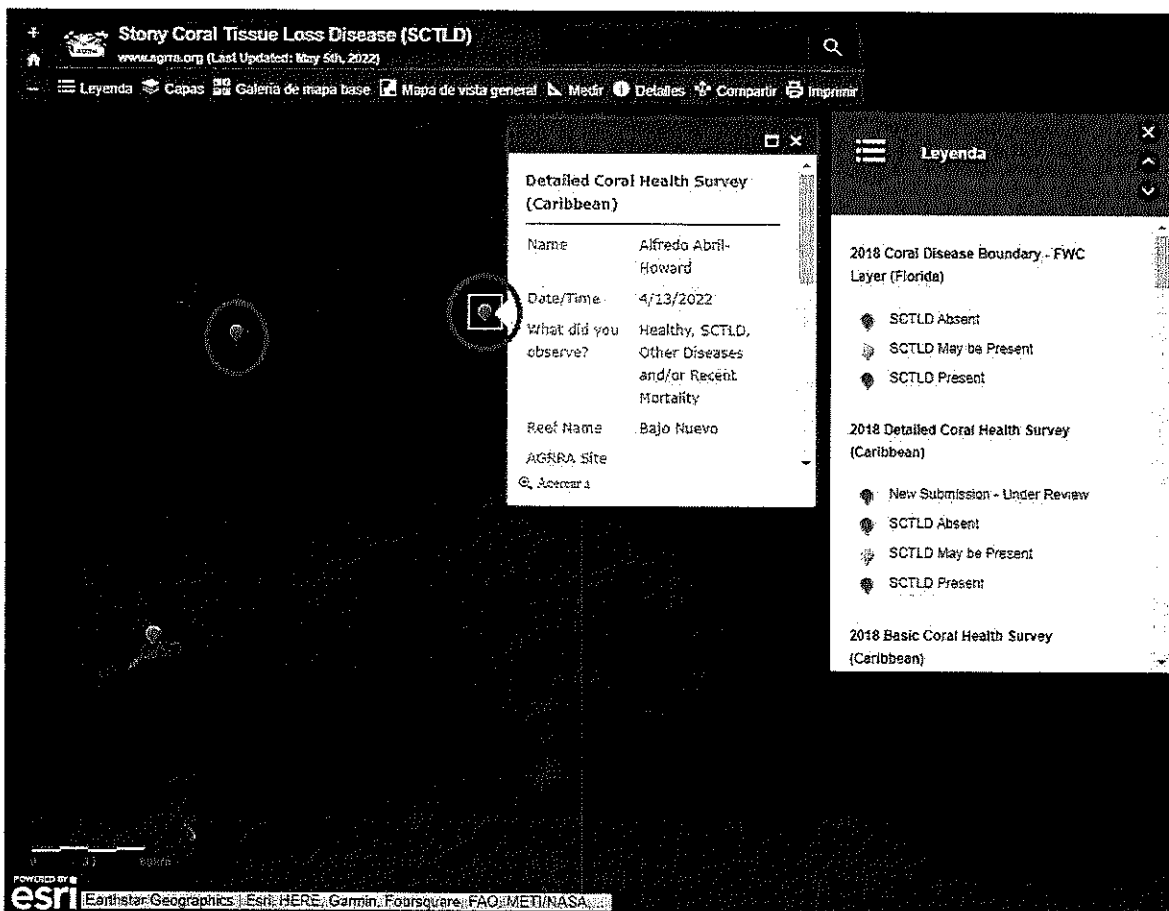 Stony Coral Tissue Loss Disease (SCTLD)
www.agrra.org (Last Updated: May 5th, 2022)
Leyenda Capas Galería de mapa base Mapa de vista general Medir Detalles Compartir Imprimir
Detailed Coral Health Survey
(Caribbean)
Name Alfredo Abril-
Howard
Date/Time 4/13/2022
What did you Healthy, SCTLD,
observe? Other Diseases
and/or Recent
Mortality
Reef Name Bajo Nuevo
AGRRA Site
Acercar a
Leyenda
2018 Coral Disease Boundary - FWC
Layer (Florida)
SCTLD Absent
SCTLD May be Present
SCTLD Present
2018 Detailed Coral Health Survey
(Caribbean)
New Submission - Under Review
SCTLD Absent
SCTLD May be Present
SCTLD Present
2018 Basic Coral Health Survey
(Caribbean)
POWERED BY
esri
Earthstar Geographics | Esri, HERE, Garmin, Foursquare, FAO, METI/NASA, ...